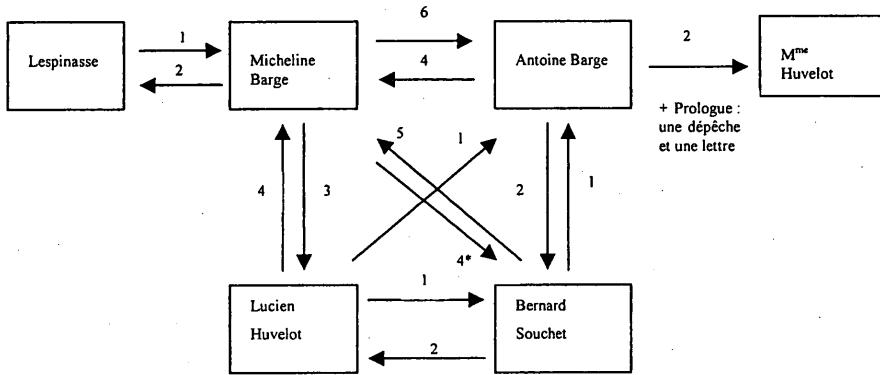 6
Lespinasse
1
2
Micheline
Barge
4
Antoine Barge
2
Mme
Huvelot
+ Prologue :
une dépêche
et une lettre
4
3
5
1
2
1
4*
Lucien
Huvelot
1
2
Bernard
Souchet